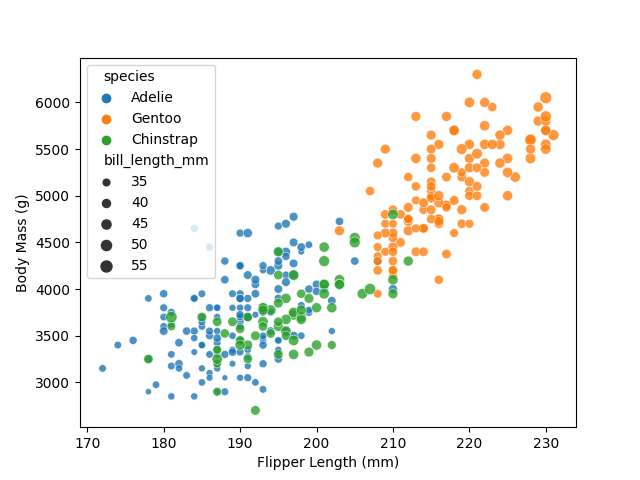 species
Adelie
Gentoo
Chinstrap
bill_length_mm
35
40
45
50
55
6000
5500
5000
4500
4000
3500
3000
Body Mass (g)
170 180 190 200 210 220 230
Flipper Length (mm)